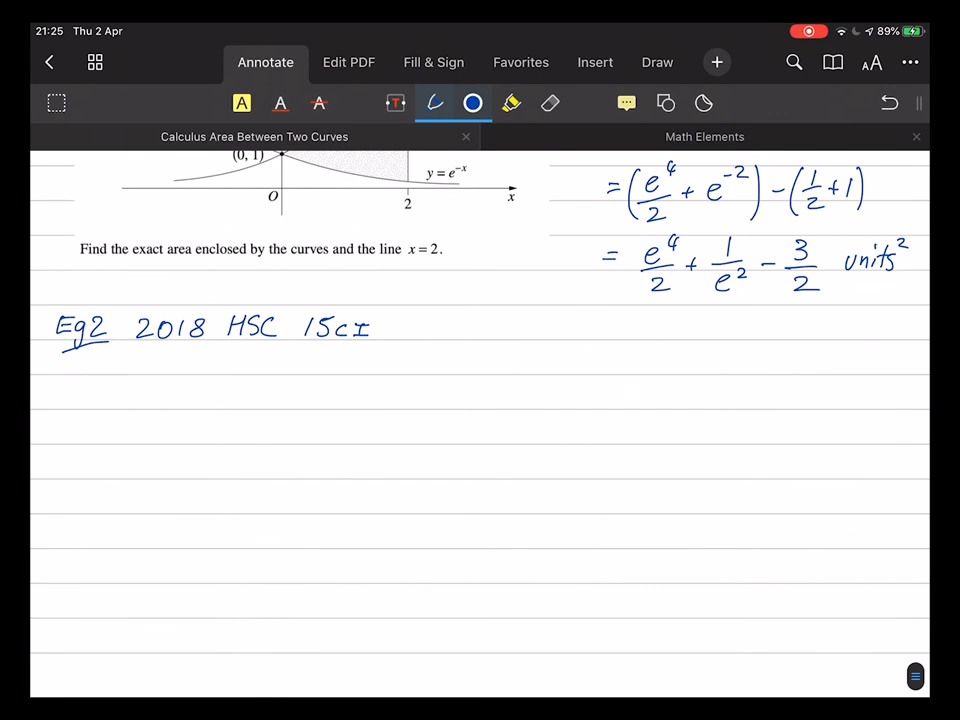 21:25 Thu 2 Apr 89%
Annotate Edit PDF Fill & Sign Favorites Insert Draw
Calculus Area Between Two Curves Math Elements
(0, 1)
y = e^{-x}
O 2 x
Find the exact area enclosed by the curves and the line x = 2.
= (e^4/2 + e^{-2}) - (1/2 + 1)
= e^4/2 + 1/e^2 - 3/2 units^2
Eg2 2018 HSC 15cI